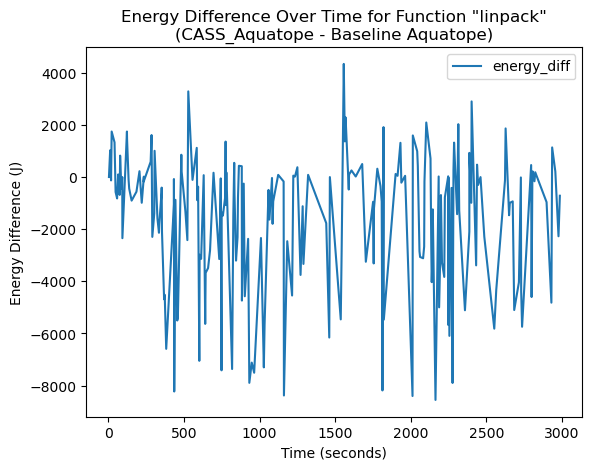 Energy Difference Over Time for Function "linpack"
(CASS_Aquatope - Baseline Aquatope)
energy_diff
Energy Difference (J)
4000
2000
0
−2000
−4000
−6000
−8000
0 500 1000 1500 2000 2500 3000
Time (seconds)